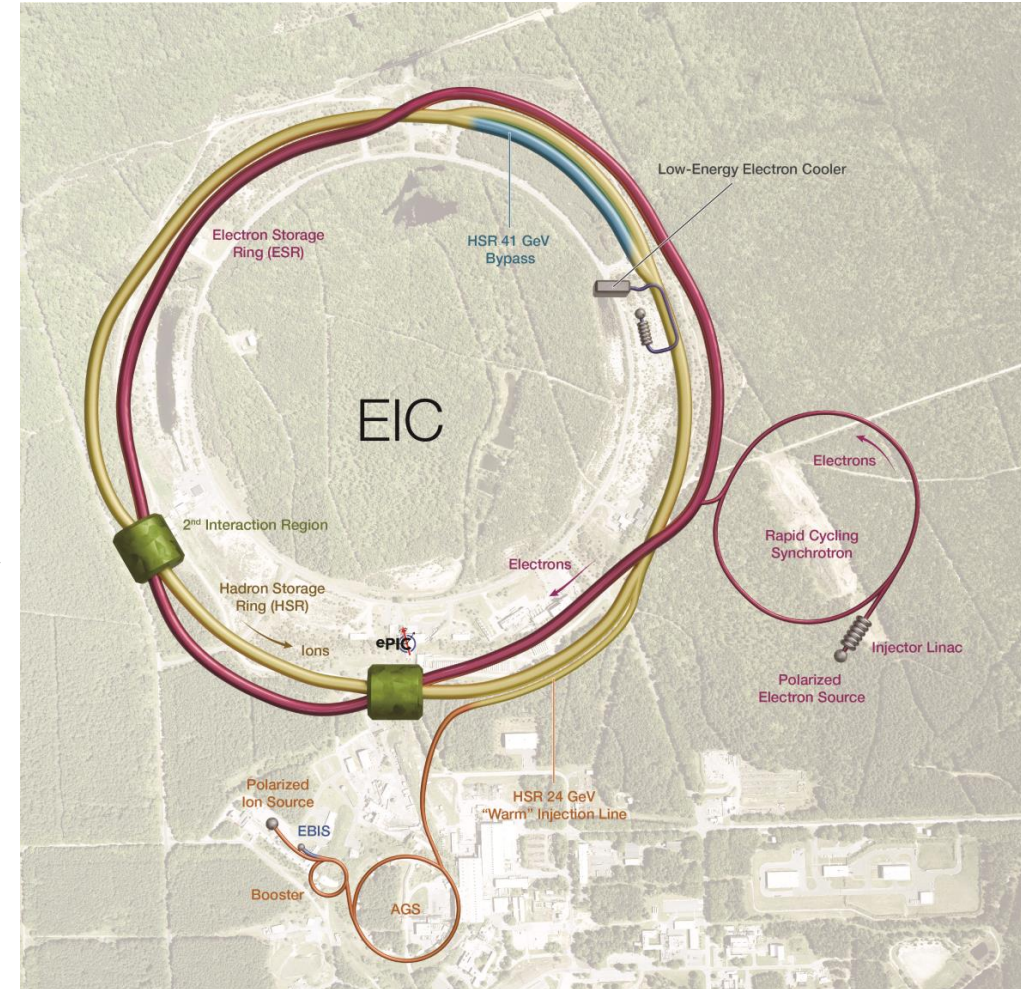 Low-Energy Electron Cooler
Electron Storage
Ring (ESR)
HSR 41 GeV
Bypass
EIC
Electrons
2nd Interaction Region
Rapid Cycling
Synchrotron
Electrons
Hadron Storage
Ring (HSR)
Ions
ePIC
Injector Linac
Polarized
Electron Source
Polarized
Ion Source
HSR 24 GeV
“Warm” Injection Line
EBIS
Booster
AGS